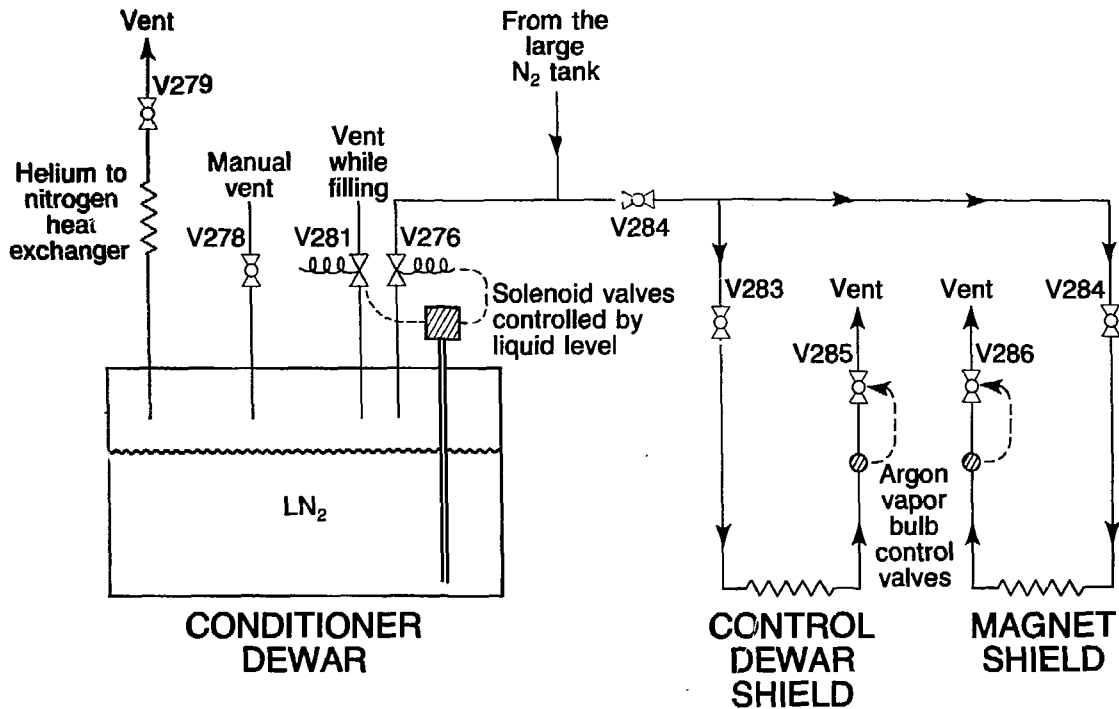 Vent
V279
Helium to
nitrogen
heat
exchanger
Manual
vent
V278
Vent
while
filling
V281
V276
Solenoid valves
controlled by
liquid level
From the
large
N₂ tank
V284
V283
Vent
V285
Vent
V286
V284
Argon
vapor
bulb
control
valves
LN₂
CONDITIONER
DEWAR
CONTROL
DEWAR
SHIELD
MAGNET
SHIELD